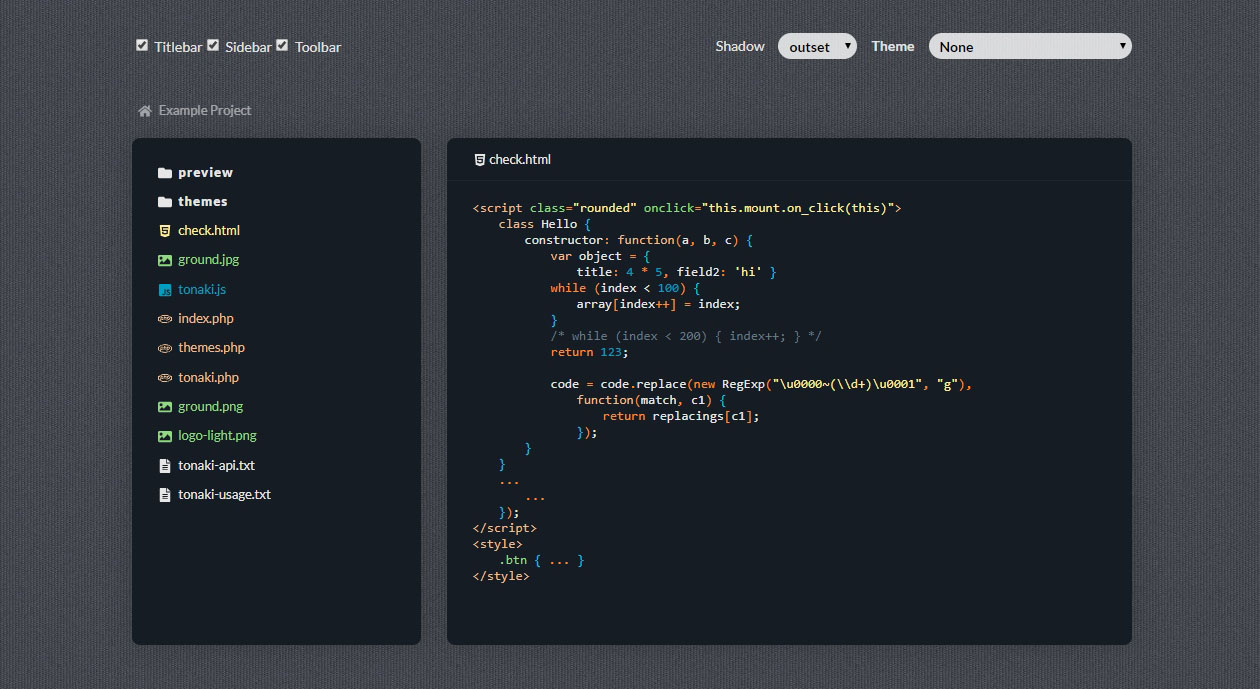 Titlebar Sidebar Toolbar Shadow outset Theme None
Example Project
preview
themes
check.html
ground.jpg
tonaki.js
index.php
themes.php
tonaki.php
ground.png
logo-light.png
tonaki-api.txt
tonaki-usage.txt
check.html
<script class="rounded" onclick="this.mount.on_click(this)">
class Hello {
constructor: function(a, b, c) {
var object = {
title: 4 * 5, field2: 'hi' }
while (index < 100) {
array[index++] = index;
}
/* while (index < 200) { index++; } */
return 123;
code = code.replace(new RegExp("\u0000~(\\d+)\u0001", "g"),
function(match, c1) {
return replacings[c1];
});
}
}
...
...
});
</script>
<style>
.btn { ... }
</style>